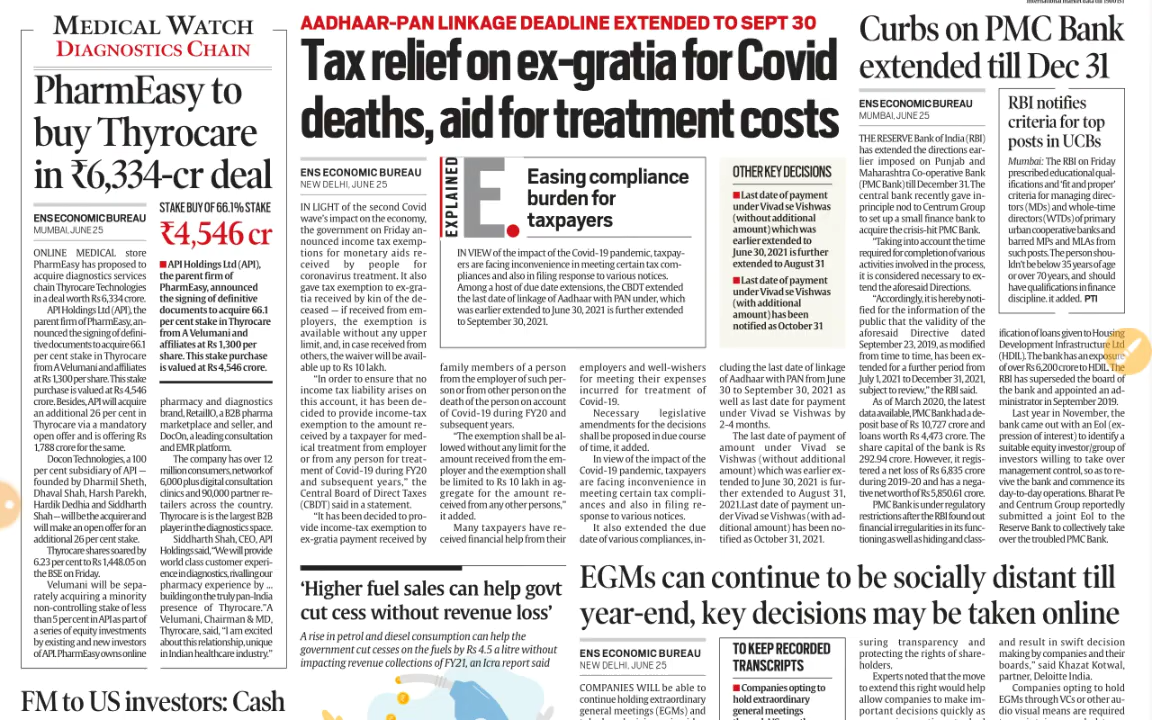 International market data till 1900 IST
MEDICAL WATCH
DIAGNOSTICS CHAIN
PharmEasy to
buy Thyrocare
in ₹6,334-cr deal
ENS ECONOMIC BUREAU
MUMBAI, JUNE 25
ONLINE MEDICAL store
PharmEasy has proposed to
acquire diagnostics services
chain Thyrocare Technologies
in a deal worth Rs 6,334 crore.
API Holdings Ltd (API), the
parent firm of PharmEasy, an-
nounced the signing of defini-
tive documents to acquire 66.1
per cent stake in Thyrocare
from A Velumani and affiliates
at Rs 1,300 per share. This stake
purchase is valued at Rs 4,546
crore. Besides, API will acquire
an additional 26 per cent in
Thyrocare via a mandatory
open offer and is offering Rs
1,788 crore for the same.
Docon Technologies, a 100
per cent subsidiary of API —
founded by Dharmil Sheth,
Dhaval Shah, Harsh Parekh,
Hardik Dedhia and Siddharth
Shah — will be the acquirer and
will make an open offer for an
additional 26 per cent stake.
Thyrocare shares soared by
6.23 per cent to Rs 1,448.05 on
the BSE on Friday.
Velumani will be sepa-
rately acquiring a minority
non-controlling stake of less
than 5 per cent in API as part of
a series of equity investments
by existing and new investors
of API. PharmEasy owns online
STAKE BUY OF 66.1% STAKE
₹4,546 cr
■ API Holdings Ltd (API),
the parent firm of
PharmEasy, announced
the signing of definitive
documents to acquire 66.1
per cent stake in Thyrocare
from A Velumani and
affiliates at Rs 1,300 per
share. This stake purchase
is valued at Rs 4,546 crore.
pharmacy and diagnostics
brand, RetailIO, a B2B pharma
marketplace and seller, and
DocOn, a leading consultation
and EMR platform.
The company has over 12
million consumers, network of
6,000 plus digital consultation
clinics and 90,000 partner re-
tailers across the country.
Thyrocare is the largest B2B
player in the diagnostics space.
Siddharth Shah, CEO, API
Holdings said, “We will provide
world class customer experi-
ence in diagnostics, rivalling our
pharmacy experience by ...
building on the truly pan-India
presence of Thyrocare.” A
Velumani, Chairman & MD,
Thyrocare, said, “I am excited
about this relationship, unique
in Indian healthcare industry.”
FM to US investors: Cash
AADHAAR-PAN LINKAGE DEADLINE EXTENDED TO SEPT 30
Tax relief on ex-gratia for Covid
deaths, aid for treatment costs
ENS ECONOMIC BUREAU
NEW DELHI, JUNE 25
IN LIGHT of the second Covid
wave's impact on the economy,
the government on Friday an-
nounced income tax exemp-
tions for monetary aids re-
ceived by people for
coronavirus treatment. It also
gave tax exemption to ex-gra-
tia received by kin of the de-
ceased — if received from em-
ployers, the exemption is
available without any upper
limit, and, in case received from
others, the waiver will be avail-
able up to Rs 10 lakh.
“In order to ensure that no
income tax liability arises on
this account, it has been de-
cided to provide income-tax
exemption to the amount re-
ceived by a taxpayer for med-
ical treatment from employer
or from any person for treat-
ment of Covid-19 during FY20
and subsequent years,” the
Central Board of Direct Taxes
(CBDT) said in a statement.
“It has been decided to pro-
vide income-tax exemption to
ex-gratia payment received by
EXPLAINED
E.
Easing compliance
burden for
taxpayers
IN VIEW of the impact of the Covid-19 pandemic, taxpay-
ers are facing inconvenience in meeting certain tax com-
pliances and also in filing response to various notices.
Among a host of due date extensions, the CBDT extended
the last date of linkage of Aadhaar with PAN under, which
was earlier extended to June 30, 2021 is further extended
to September 30, 2021.
OTHER KEY DECISIONS
■ Last date of payment
under Vivad se Vishwas
(without additional
amount) which was
earlier extended to
June 30, 2021 is further
extended to August 31
■ Last date of payment
under Vivad se Vishwas
(with additional
amount) has been
notified as October 31
family members of a person
from the employer of such per-
son or from other person on the
death of the person on account
of Covid-19 during FY20 and
subsequent years.
“The exemption shall be al-
lowed without any limit for the
amount received from the em-
ployer and the exemption shall
be limited to Rs 10 lakh in ag-
gregate for the amount re-
ceived from any other persons,”
it added.
Many taxpayers have re-
ceived financial help from their
employers and well-wishers
for meeting their expenses
incurred for treatment of
Covid-19.
Necessary legislative
amendments for the decisions
shall be proposed in due course
of time, it added.
In view of the impact of the
Covid-19 pandemic, taxpayers
are facing inconvenience in
meeting certain tax compli-
ances and also in filing re-
sponse to various notices.
It also extended the due
date of various compliances, in-
cluding the last date of linkage
of Aadhaar with PAN from June
30 to September 30, 2021 as
well as last date for payment
under Vivad se Vishwas by
2-4 months.
The last date of payment of
amount under Vivad se
Vishwas (without additional
amount) which was earlier ex-
tended to June 30, 2021 is fur-
ther extended to August 31,
2021.Last date of payment un-
der Vivad se Vishwas (with ad-
ditional amount) has been no-
tified as October 31, 2021.
Curbs on PMC Bank
extended till Dec 31
ENS ECONOMIC BUREAU
MUMBAI, JUNE 25
THE RESERVE Bank of India (RBI)
has extended the directions ear-
lier imposed on Punjab and
Maharashtra Co-operative Bank
(PMC Bank) till December 31. The
central bank recently gave in-
principle nod to Centrum Group
to set up a small finance bank to
acquire the crisis-hit PMC Bank.
“Taking into account the time
required for completion of various
activities involved in the process,
it is considered necessary to ex-
tend the aforesaid Directions.
“Accordingly, it is hereby noti-
fied for the information of the
public that the validity of the
aforesaid Directive dated
September 23, 2019, as modified
from time to time, has been ex-
tended for a further period from
July 1, 2021 to December 31, 2021,
subject to review,” the RBI said.
As of March 2020, the latest
data available, PMC Bank had a de-
posit base of Rs 10,727 crore and
loans worth Rs 4,473 crore. The
share capital of the bank is Rs
292.94 crore. However, it regis-
tered a net loss of Rs 6,835 crore
during 2019-20 and has a nega-
tive net worth of Rs 5,850.61 crore.
PMC Bank is under regulatory
restrictions after the RBI found out
financial irregularities in its func-
tioning as well as hiding and class-
RBI notifies
criteria for top
posts in UCBs
Mumbai: The RBI on Friday
prescribed educational qual-
ifications and 'fit and proper'
criteria for managing direc-
tors (MDs) and whole-time
directors (WTDs) of primary
urban cooperative banks and
barred MPs and MLAs from
such posts. The person shou-
ldn't be below 35 years of age
or over 70 years, and should
have qualifications in finance
discipline, it added. PTI
ification of loans given to Housing
Development Infrastructure Ltd
(HDIL). The bank has an exposure
of over Rs 6,200 crore to HDIL. The
RBI has superseded the board of
the bank and appointed an ad-
ministrator in September 2019.
Last year in November, the
bank came out with an EoI (ex-
pression of interest) to identify a
suitable equity investor/group of
investors willing to take over
management control, so as to re-
vive the bank and commence its
day-to-day operations. Bharat Pe
and Centrum Group reportedly
submitted a joint EoI to the
Reserve Bank to collectively take
over the troubled PMC Bank.
‘Higher fuel sales can help govt
cut cess without revenue loss’
A rise in petrol and diesel consumption can help the
government cut cesses on the fuels by Rs 4.5 a litre without
impacting revenue collections of FY21, an Icra report said
EGMs can continue to be socially distant till
year-end, key decisions may be taken online
ENS ECONOMIC BUREAU
NEW DELHI, JUNE 25
COMPANIES WILL be able to
continue holding extraordinary
general meetings (EGMs) and
TO KEEP RECORDED
TRANSCRIPTS
■ Companies opting to
hold extraordinary
general meetings
suring transparency and
protecting the rights of share-
holders.
Experts noted that the move
to extend this right would help
allow companies to make im-
portant decisions quickly as
and result in swift decision
making by companies and their
boards,” said Khazat Kotwal,
partner, Deloitte India.
Companies opting to hold
EGMs through VCs or other au-
dio visual means are required